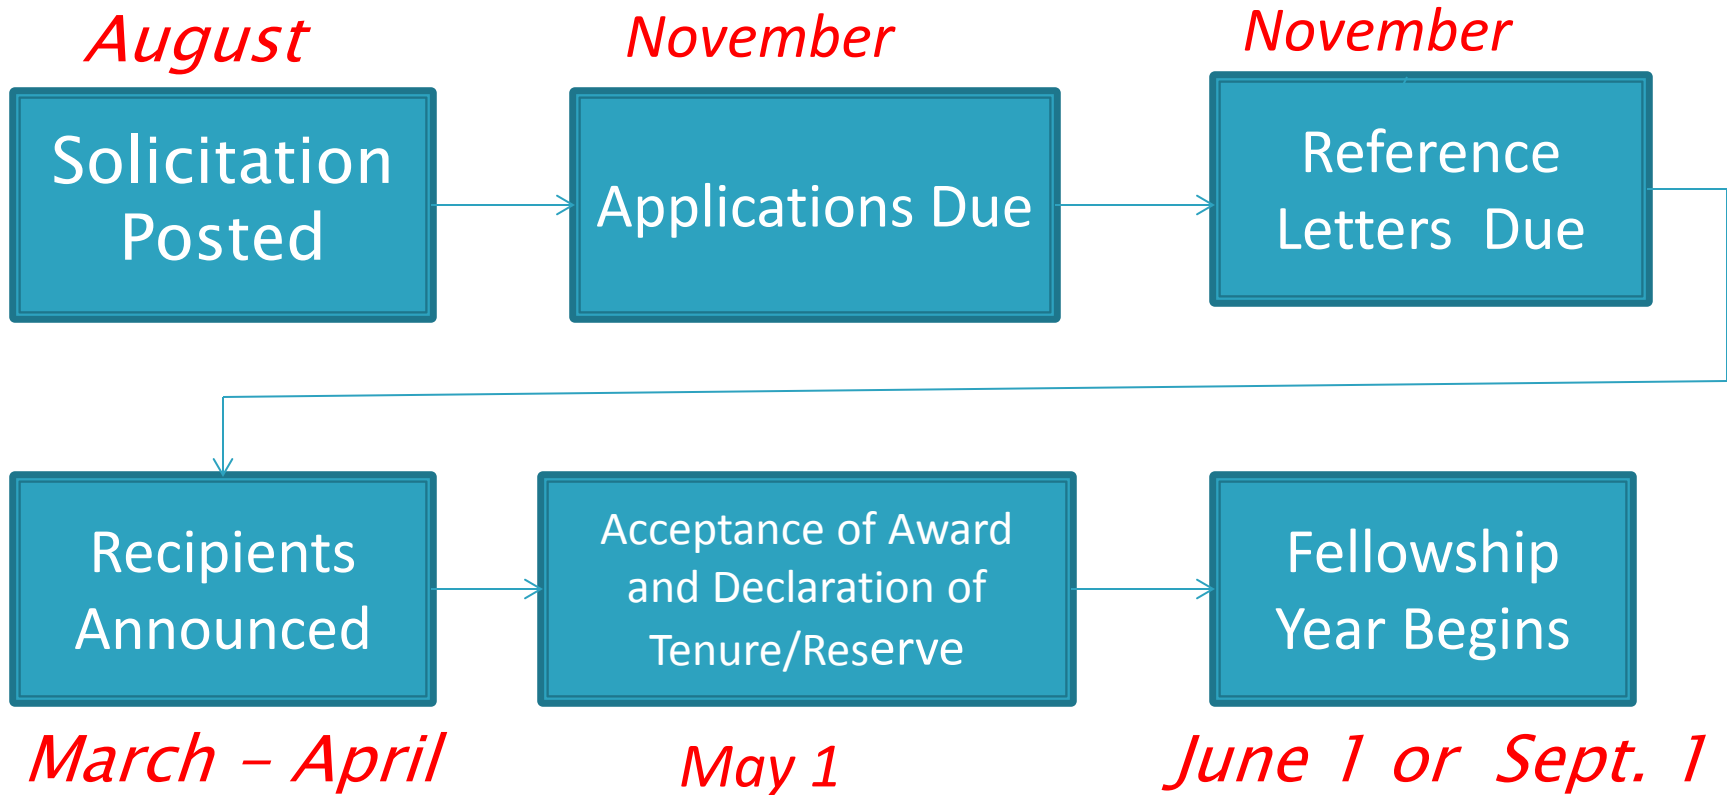 August
November
November
Solicitation
Posted
Applications Due
Reference
Letters Due
Recipients
Announced
Acceptance of Award
and Declaration of
Tenure/Reserve
Fellowship
Year Begins
March - April
May 1
June 1 or Sept. 1